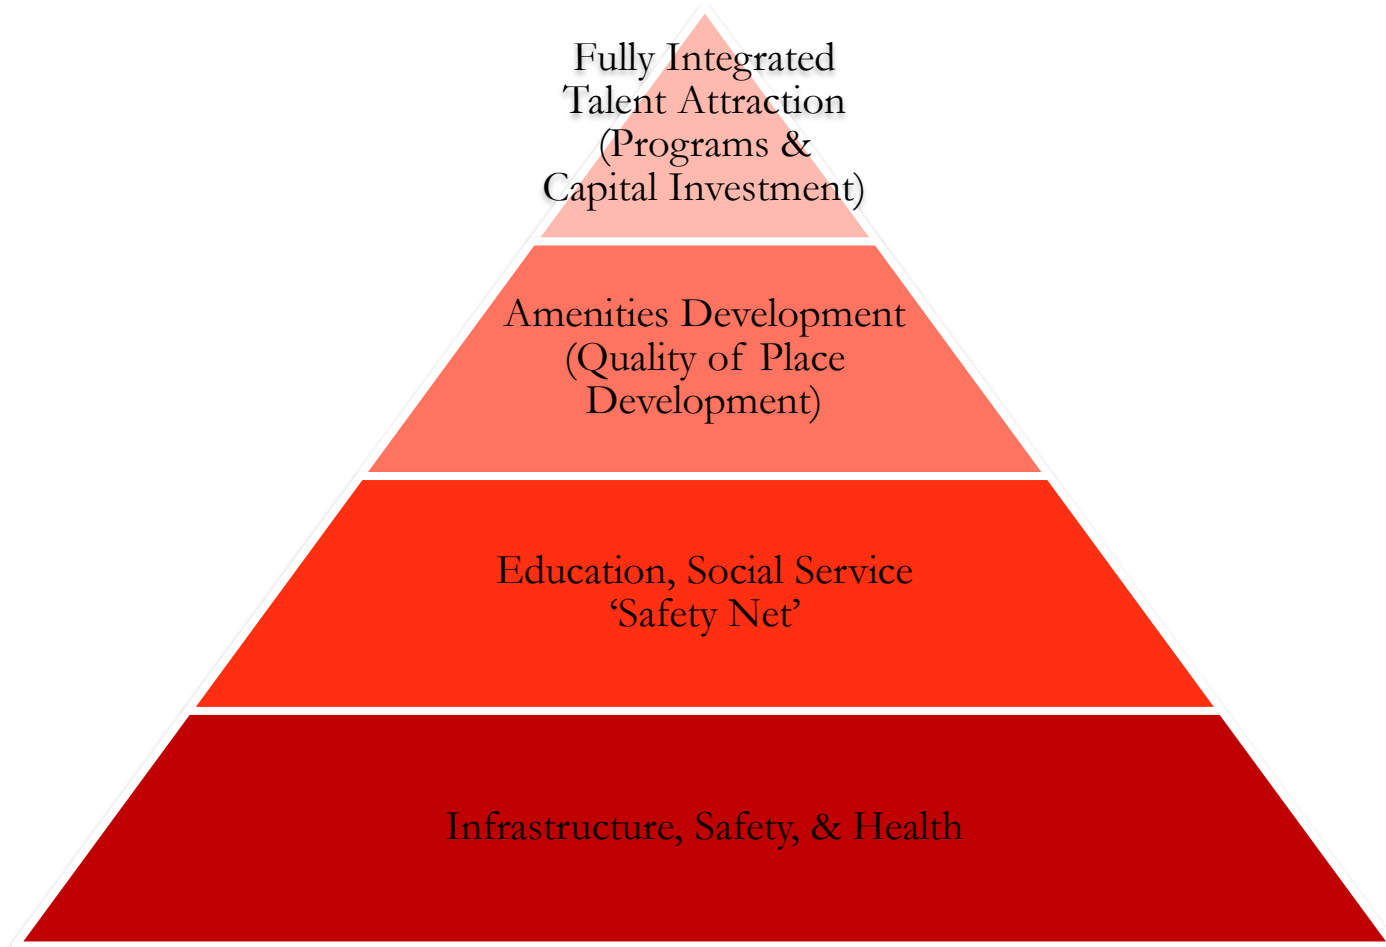 Fully Integrated
Talent Attraction
(Programs &
Capital Investment)
Amenities Development
(Quality of Place
Development)
Education, Social Service
‘Safety Net’
Infrastructure, Safety, & Health